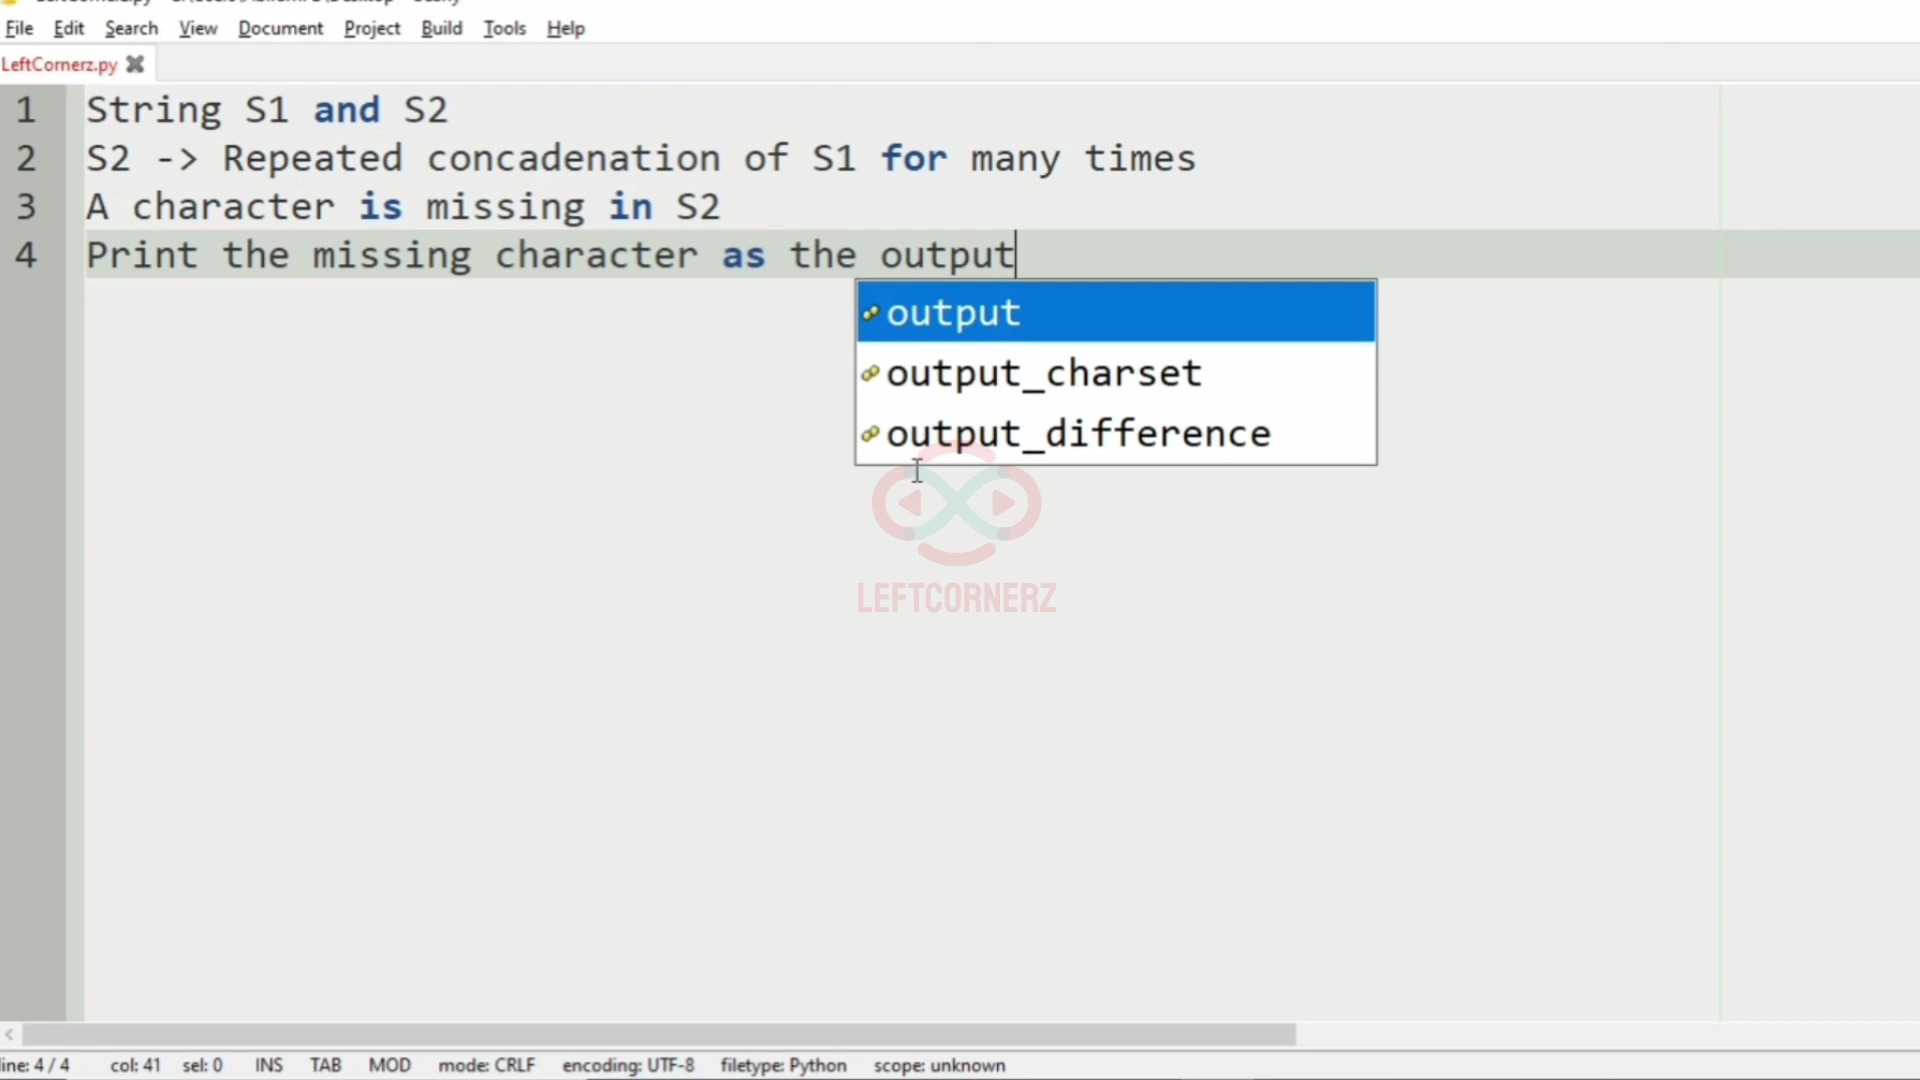 File Edit Search View Document Project Build Tools Help
LeftCornerz.py
1 String S1 and S2
2 S2 -> Repeated concadenation of S1 for many times
3 A character is missing in S2
4 Print the missing character as the output
output
output_charset
output_difference
LEFTCORNERZ
line: 4 / 4 col: 41 sel: 0 INS TAB MOD mode: CRLF encoding: UTF-8 filetype: Python scope: unknown